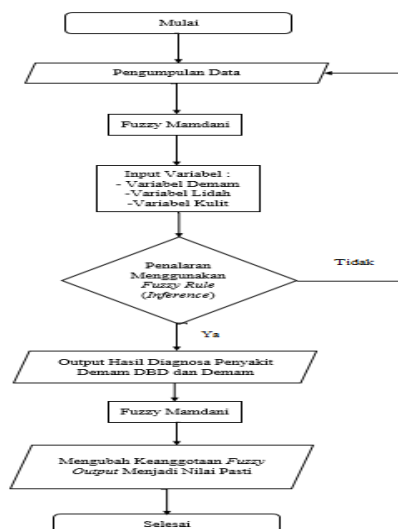 Mulai
Pengumpulan Data
Fuzzy Mamdani
Input Variabel :
- Variabel Demam
-Variabel Lidah
-Variabel Kulit
Penalaran
Menggunakan
Fuzzy Rule
(Inference)
Tidak
Ya
Output Hasil Diagnosa Penyakit
Demam DBD dan Demam
Fuzzy Mamdani
Mengubah Keanggotaan Fuzzy
Output Menjadi Nilai Pasti
Selesai